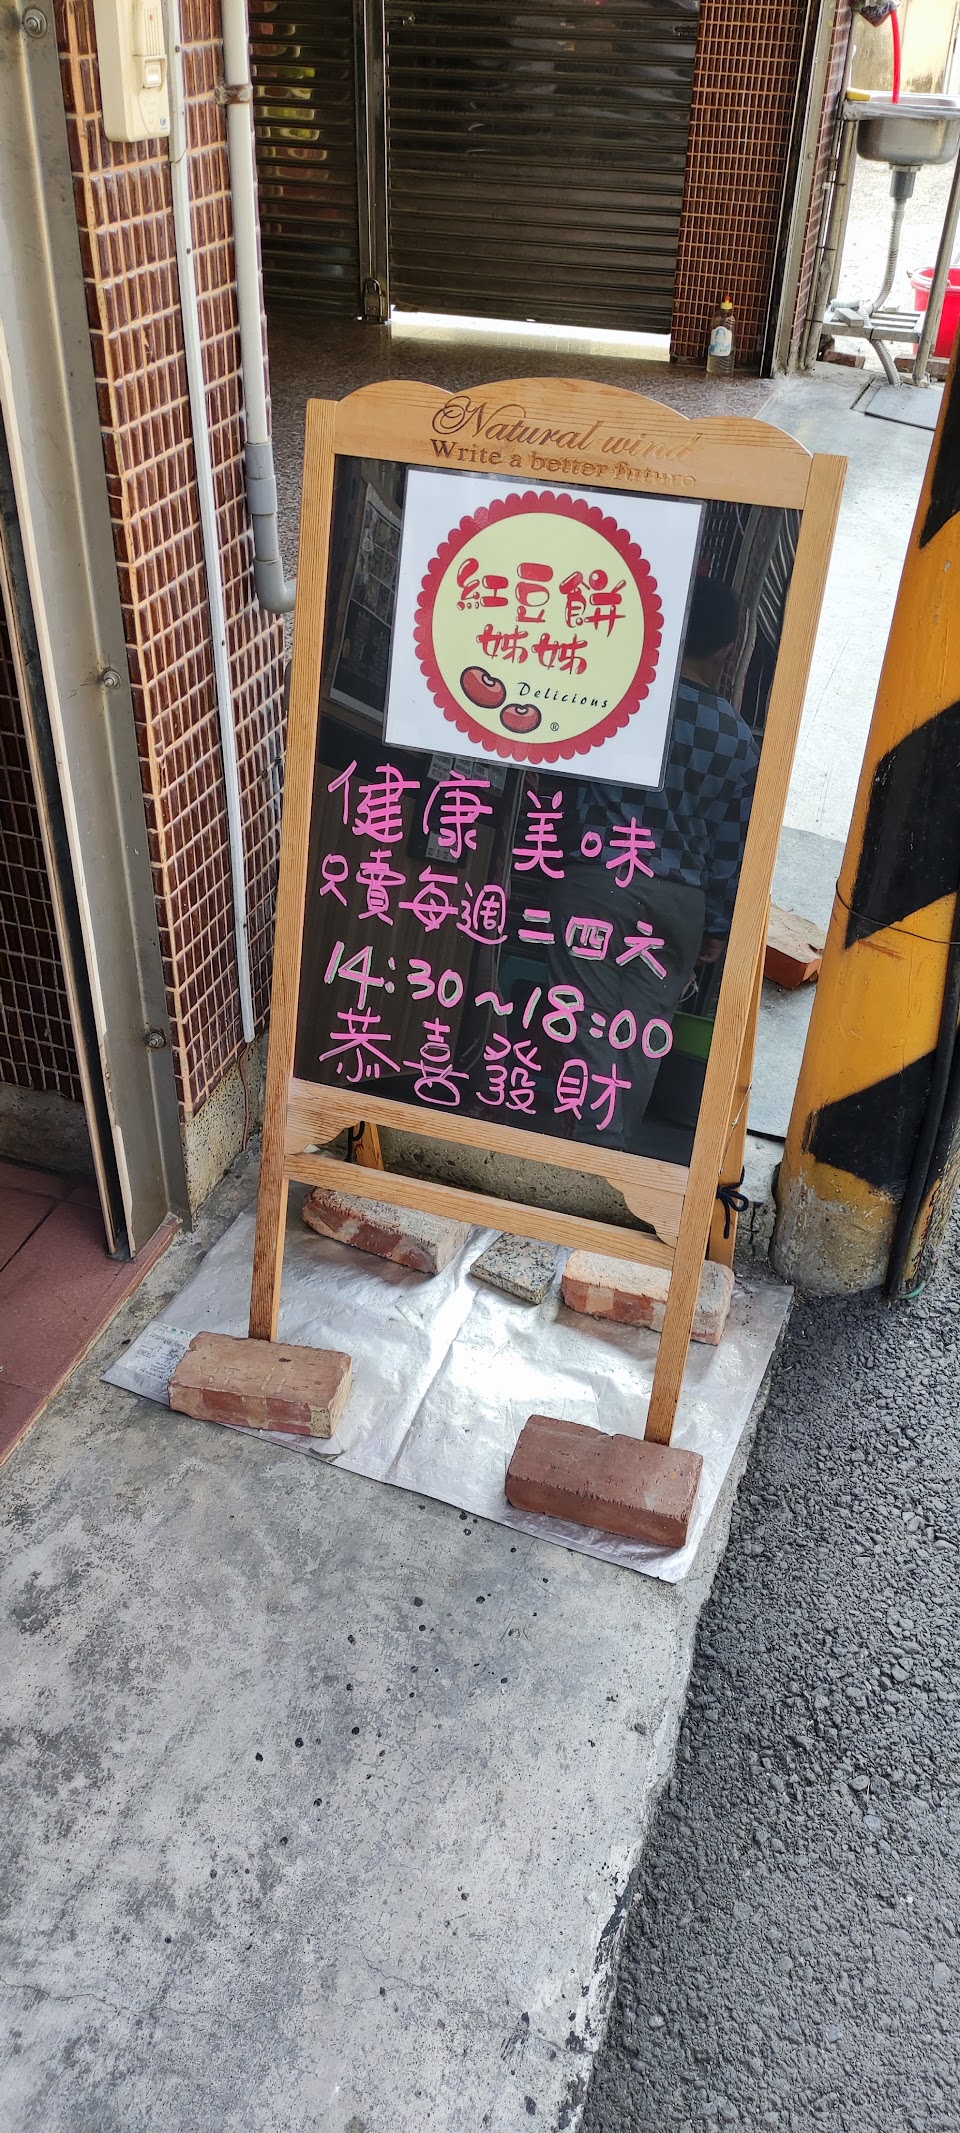 Natural wind
Write a better future
紅豆餅
姊姊
Delicious
®
健康美味
只賣每週二四六
14:30~18:00
恭喜發財